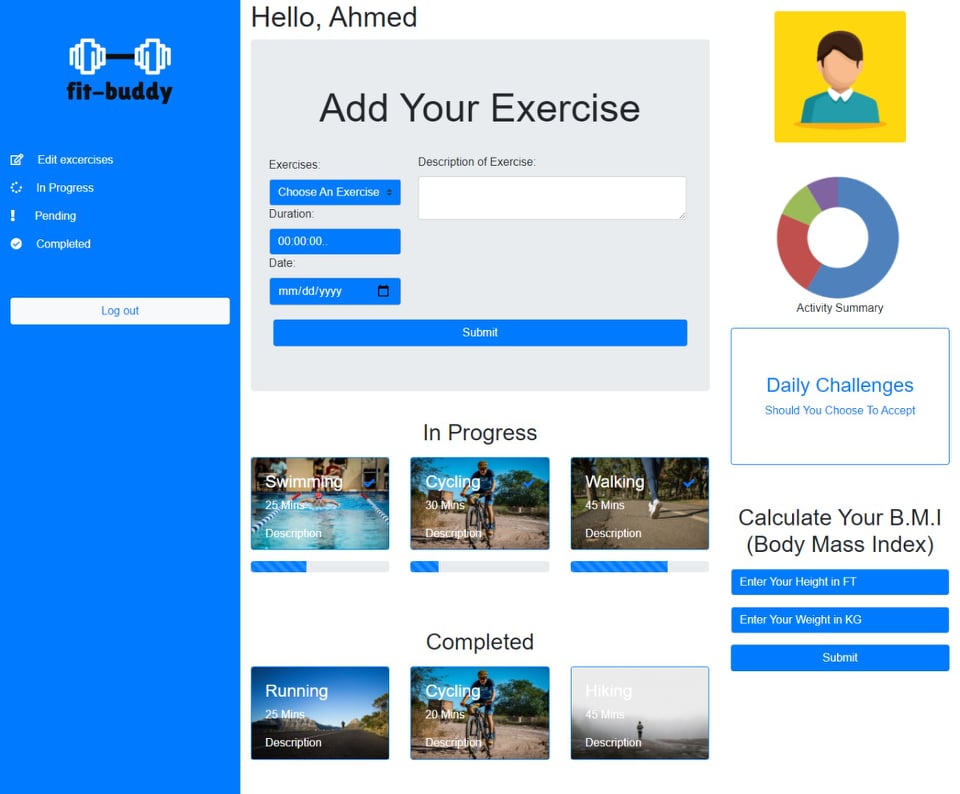 fit-buddy
Edit excercises
In Progress
Pending
Completed
Log out
Hello, Ahmed
Add Your Exercise
Exercises:
Choose An Exercise
Duration:
00:00:00..
Date:
mm/dd/yyyy
Description of Exercise:
Submit
In Progress
Swimming
25 Mins
Description
Cycling
30 Mins
Description
Walking
45 Mins
Description
Completed
Running
25 Mins
Description
Cycling
20 Mins
Description
Hiking
45 Mins
Description
Activity Summary
Daily Challenges
Should You Choose To Accept
Calculate Your B.M.I
(Body Mass Index)
Enter Your Height in FT
Enter Your Weight in KG
Submit